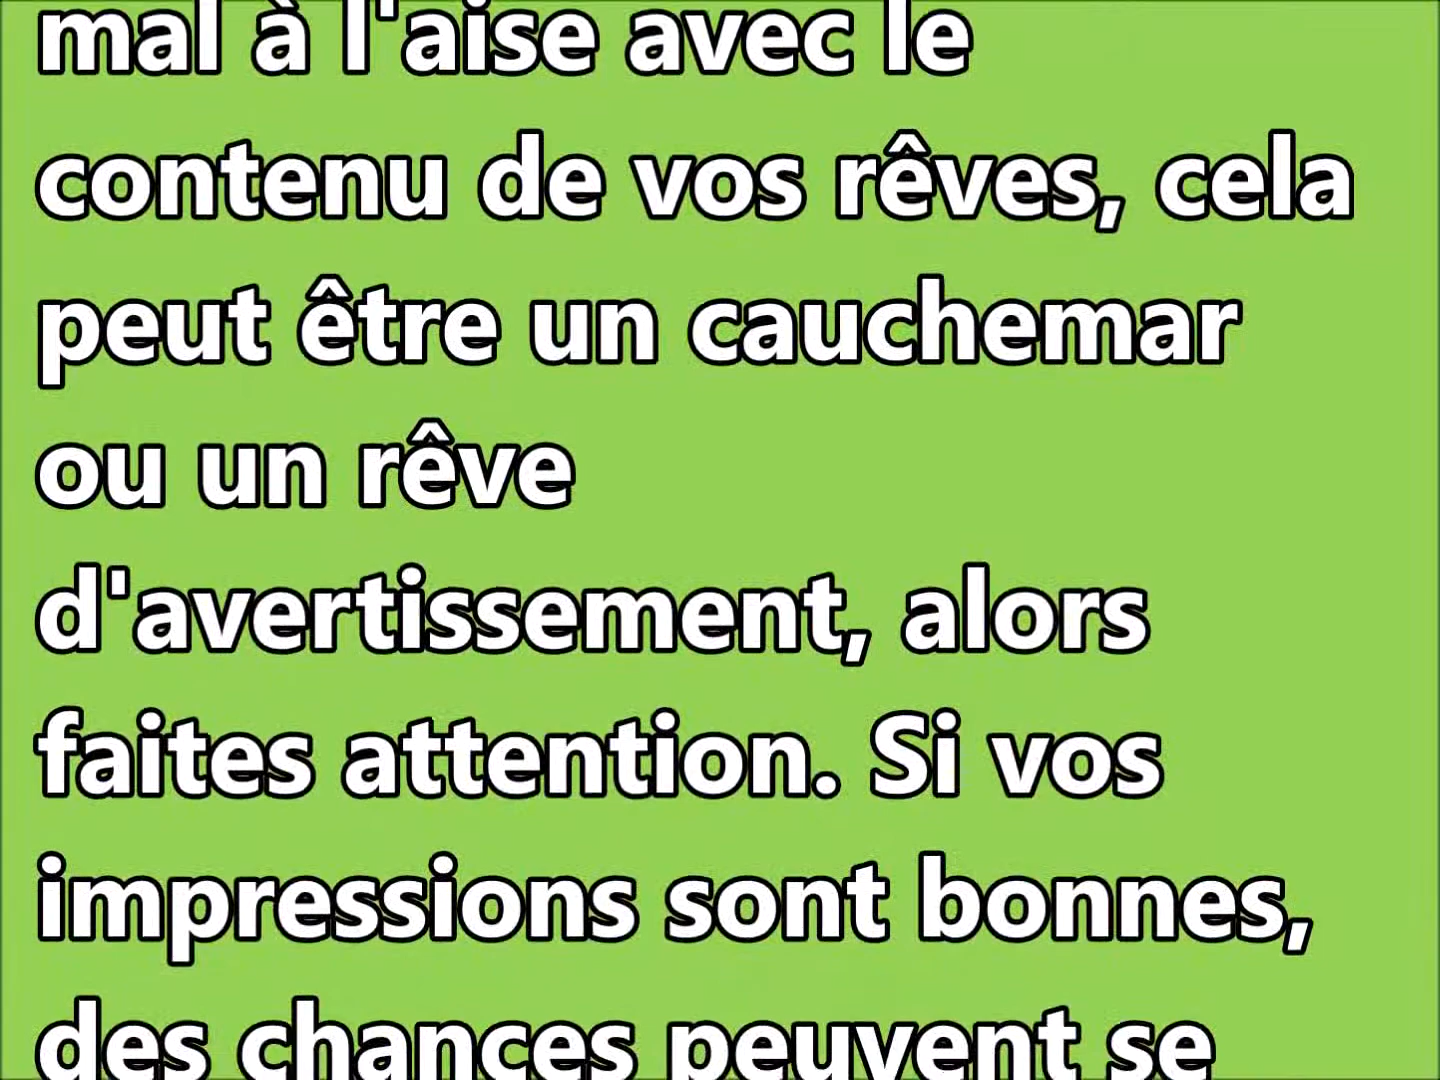 mal à l'aise avec le
contenu de vos rêves, cela
peut être un cauchemar
ou un rêve
d'avertissement, alors
faites attention. Si vos
impressions sont bonnes,
des chances peuvent se